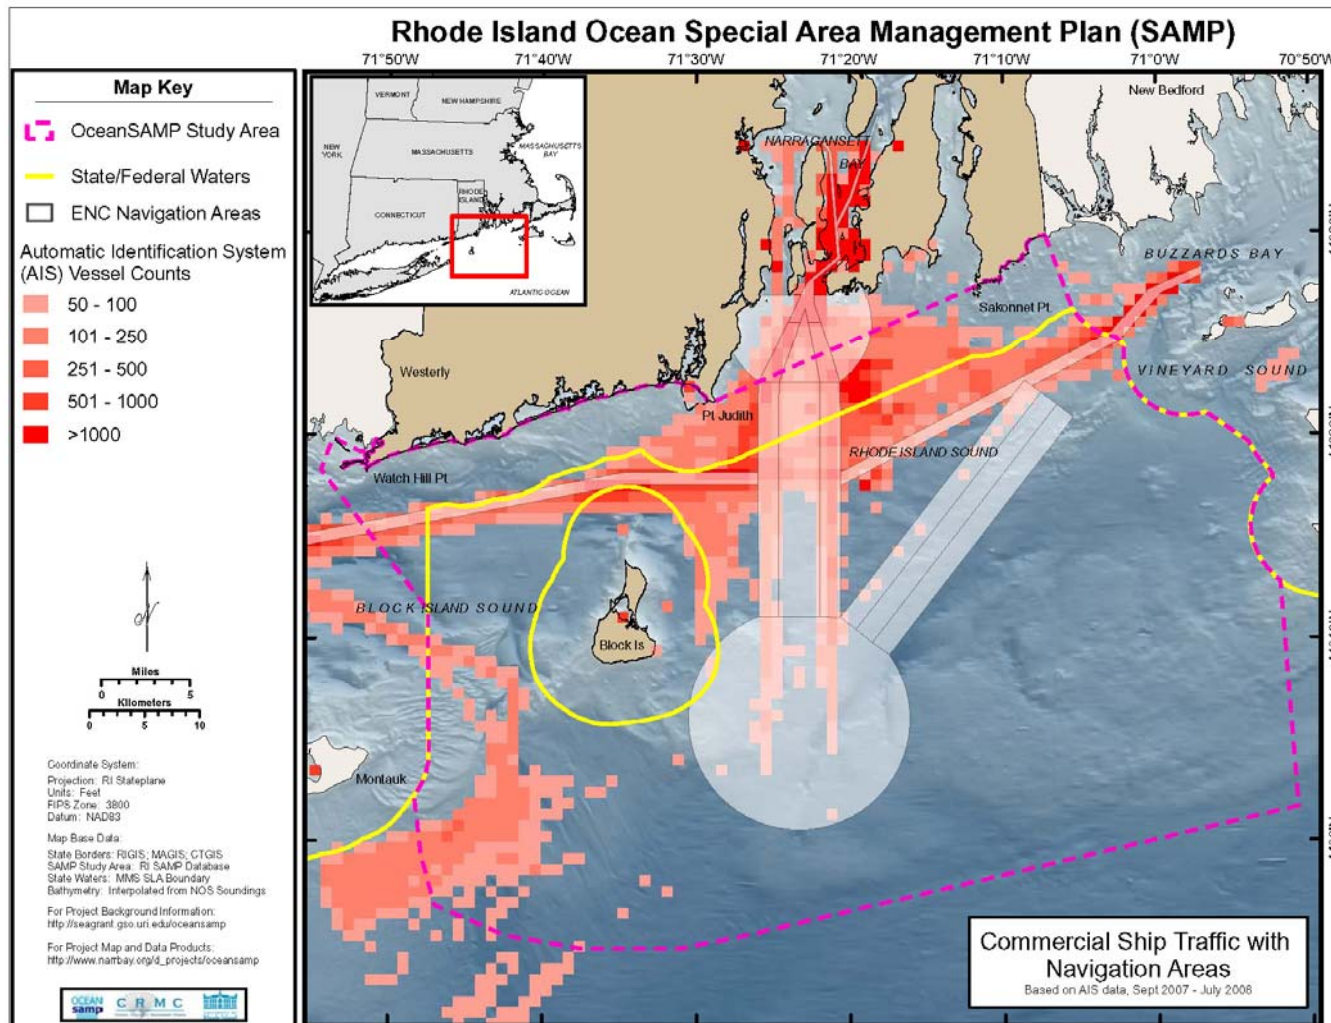 Rhode Island Ocean Special Area Management Plan (SAMP)
71°50'W 71°40'W 71°30'W 71°20'W 71°10'W 71°0'W 70°50'W
Map Key
OceanSAMP Study Area
State/Federal Waters
ENC Navigation Areas
Automatic Identification System
(AIS) Vessel Counts
50 - 100
101 - 250
251 - 500
501 - 1000
>1000
N
Miles
0 5
Kilometers
0 5 10
Coordinate System:
Projection: RI Stateplane
Units: Feet
FIPS Zone: 3800
Datum: NAD83
Map Base Data:
State Borders: RIGIS; MAGIS; CTGIS
SAMP Study Area: RI SAMP Database
State Waters: MMS SLA Boundary
Bathymetry: Interpolated from NOS Soundings
For Project Background Information:
http://seagrant.gso.uri.edu/oceansamp
For Project Map and Data Products:
http://www.narrbay.org/d_projects/oceansamp
OCEAN
samp
CRMC
VERMONT
NEW HAMPSHIRE
NEW
YORK
MASSACHUSETTS
MASSACHUSETTS
BAY
RHODE
ISLAND
CONNECTICUT
ATLANTIC OCEAN
New Bedford
NARRAGANSETT
BAY
BUZZARDS BAY
Sakonnet Pt.
Westerly
VINEYARD SOUND
Pt Judith
RHODE ISLAND SOUND
Watch Hill Pt
BLOCK ISLAND SOUND
Block Is
Montauk
Commercial Ship Traffic with
Navigation Areas
Based on AIS data, Sept 2007 - July 2008